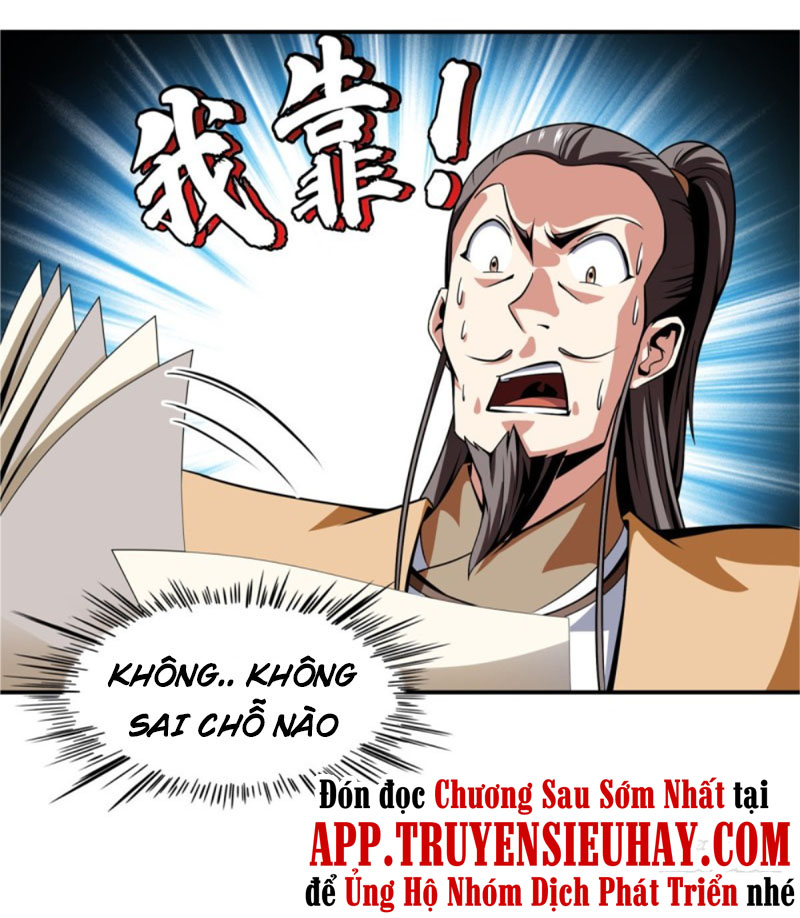 我靠!
KHÔNG.. KHÔNG
SAI CHỖ NÀO
Đón đọc Chương Sau Sớm Nhất tại
APP.TRUYENSIEUHAY.COM
để Ủng Hộ Nhóm Dịch Phát Triển nhé